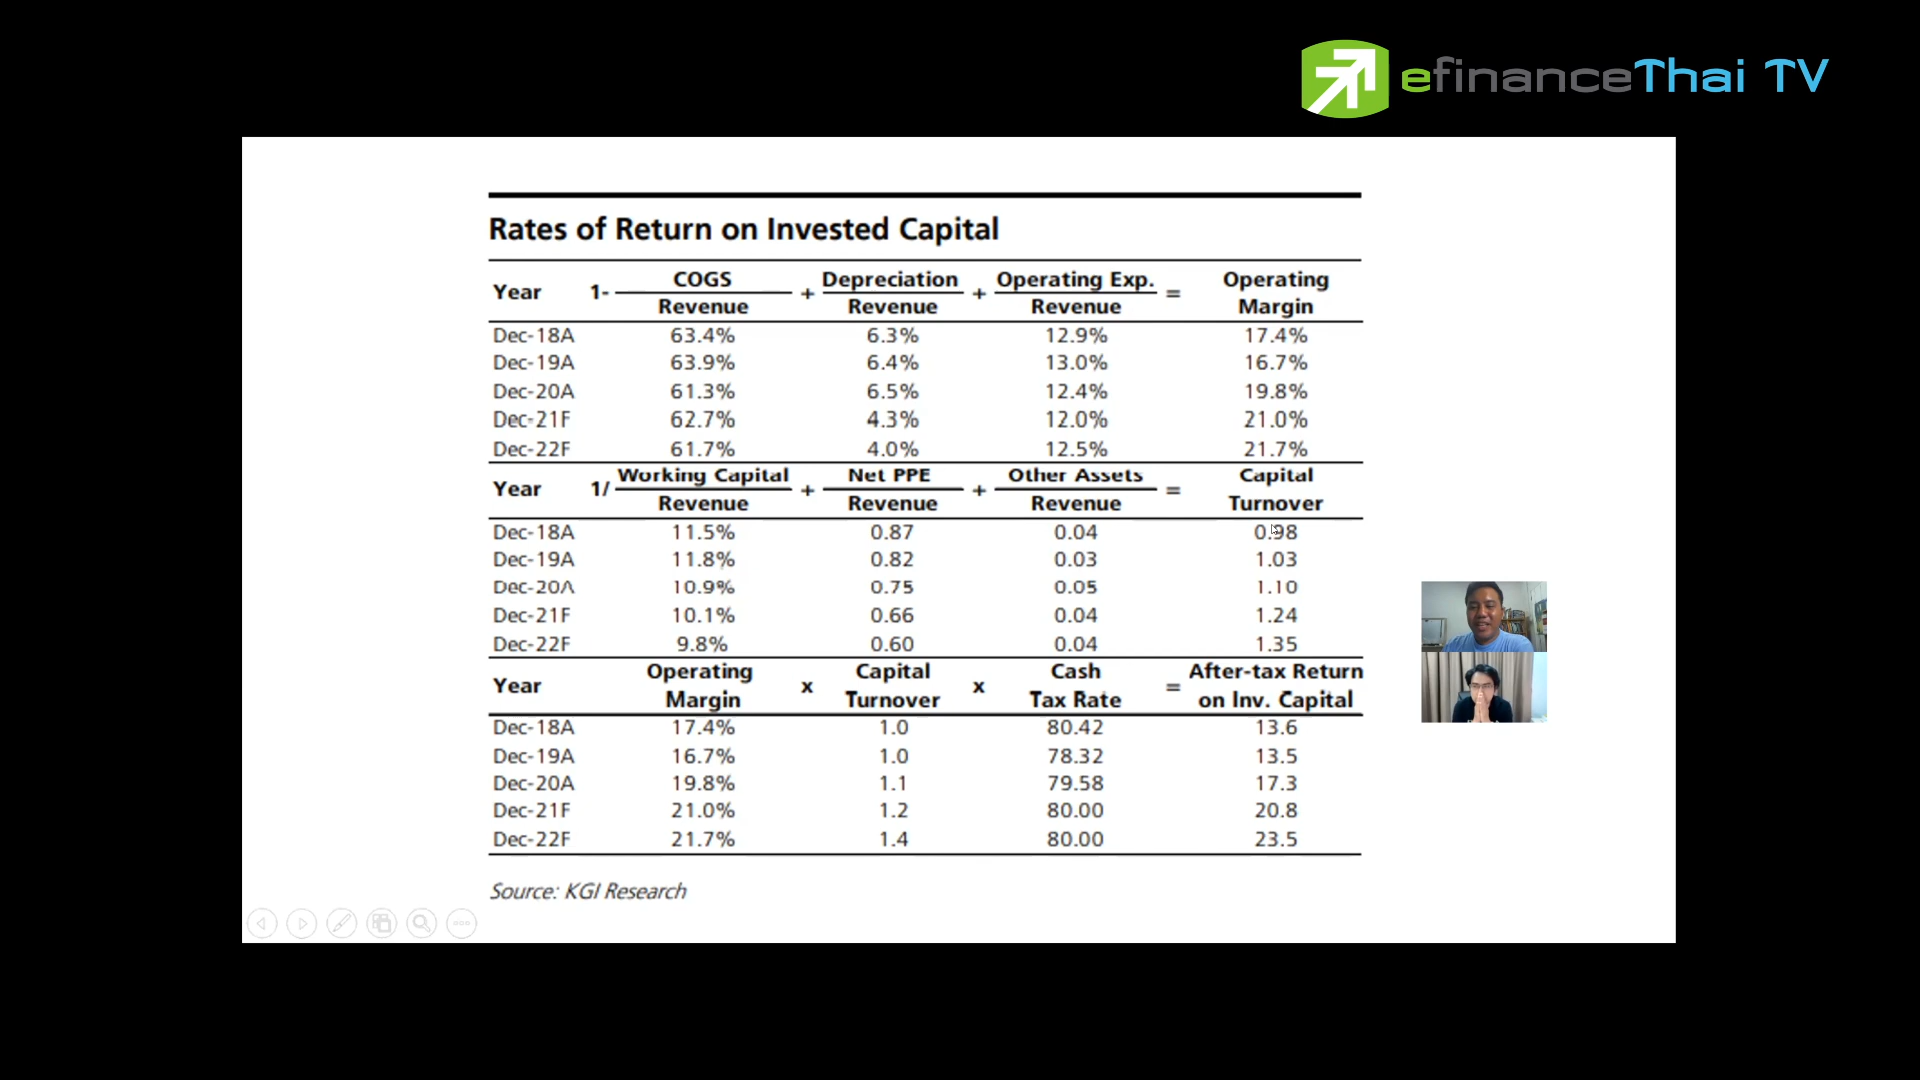 efinanceThai TV
Rates of Return on Invested Capital
Year 1- COGS / Revenue + Depreciation / Revenue + Operating Exp. / Revenue = Operating Margin
Dec-18A 63.4% 6.3% 12.9% 17.4%
Dec-19A 63.9% 6.4% 13.0% 16.7%
Dec-20A 61.3% 6.5% 12.4% 19.8%
Dec-21F 62.7% 4.3% 12.0% 21.0%
Dec-22F 61.7% 4.0% 12.5% 21.7%
Year 1/ Working Capital / Revenue + Net PPE / Revenue + Other Assets / Revenue = Capital Turnover
Dec-18A 11.5% 0.87 0.04 0.98
Dec-19A 11.8% 0.82 0.03 1.03
Dec-20A 10.9% 0.75 0.05 1.10
Dec-21F 10.1% 0.66 0.04 1.24
Dec-22F 9.8% 0.60 0.04 1.35
Year Operating Margin x Capital Turnover x Cash Tax Rate = After-tax Return on Inv. Capital
Dec-18A 17.4% 1.0 80.42 13.6
Dec-19A 16.7% 1.0 78.32 13.5
Dec-20A 19.8% 1.1 79.58 17.3
Dec-21F 21.0% 1.2 80.00 20.8
Dec-22F 21.7% 1.4 80.00 23.5
Source: KGI Research